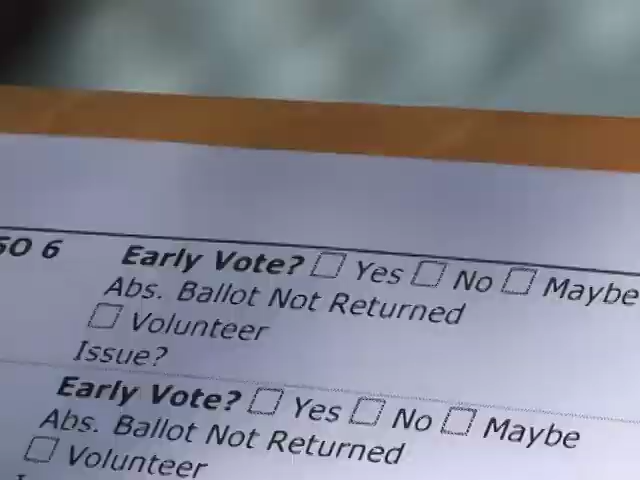 6 Early Vote? Yes No Maybe
Abs. Ballot Not Returned
Volunteer
Issue?
Early Vote? Yes No Maybe
Abs. Ballot Not Returned
Volunteer